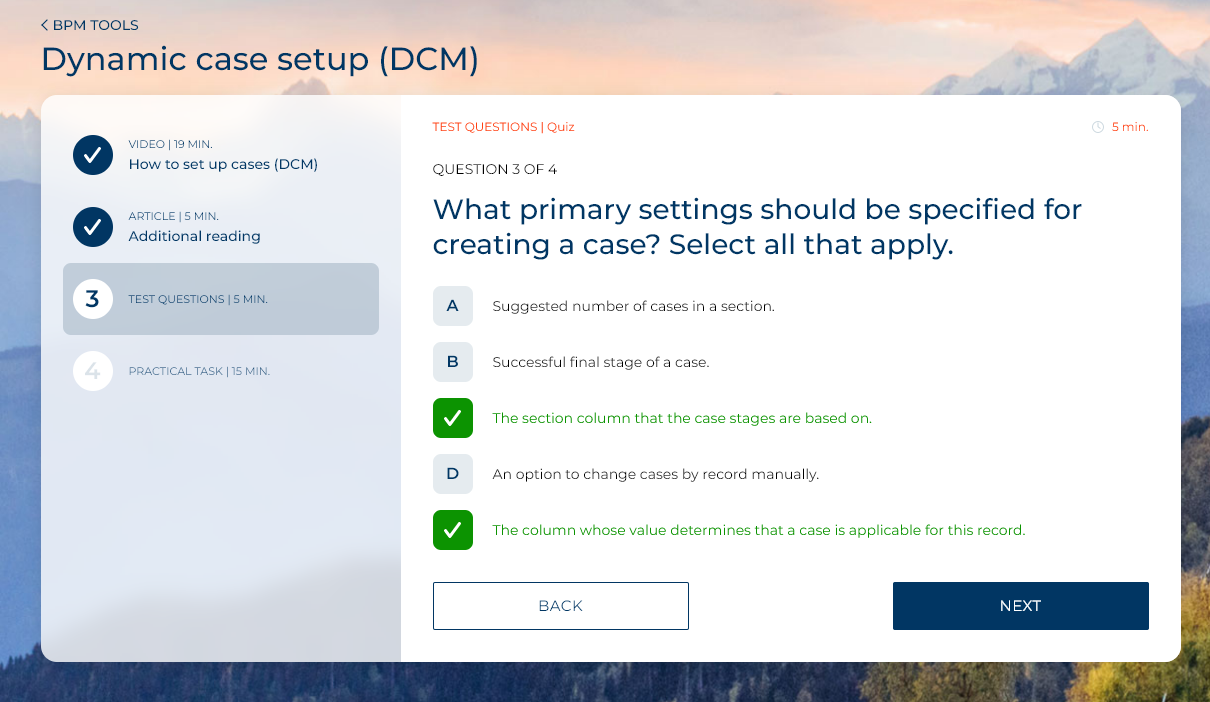 BPM TOOLS
Dynamic case setup (DCM)
VIDEO | 19 MIN.
How to set up cases (DCM)
ARTICLE | 5 MIN.
Additional reading
3
TEST QUESTIONS | 5 MIN.
4
PRACTICAL TASK | 15 MIN.
TEST QUESTIONS | Quiz
5 min.
QUESTION 3 OF 4
What primary settings should be specified for
creating a case? Select all that apply.
A Suggested number of cases in a section.
B Successful final stage of a case.
The section column that the case stages are based on.
D An option to change cases by record manually.
The column whose value determines that a case is applicable for this record.
BACK
NEXT